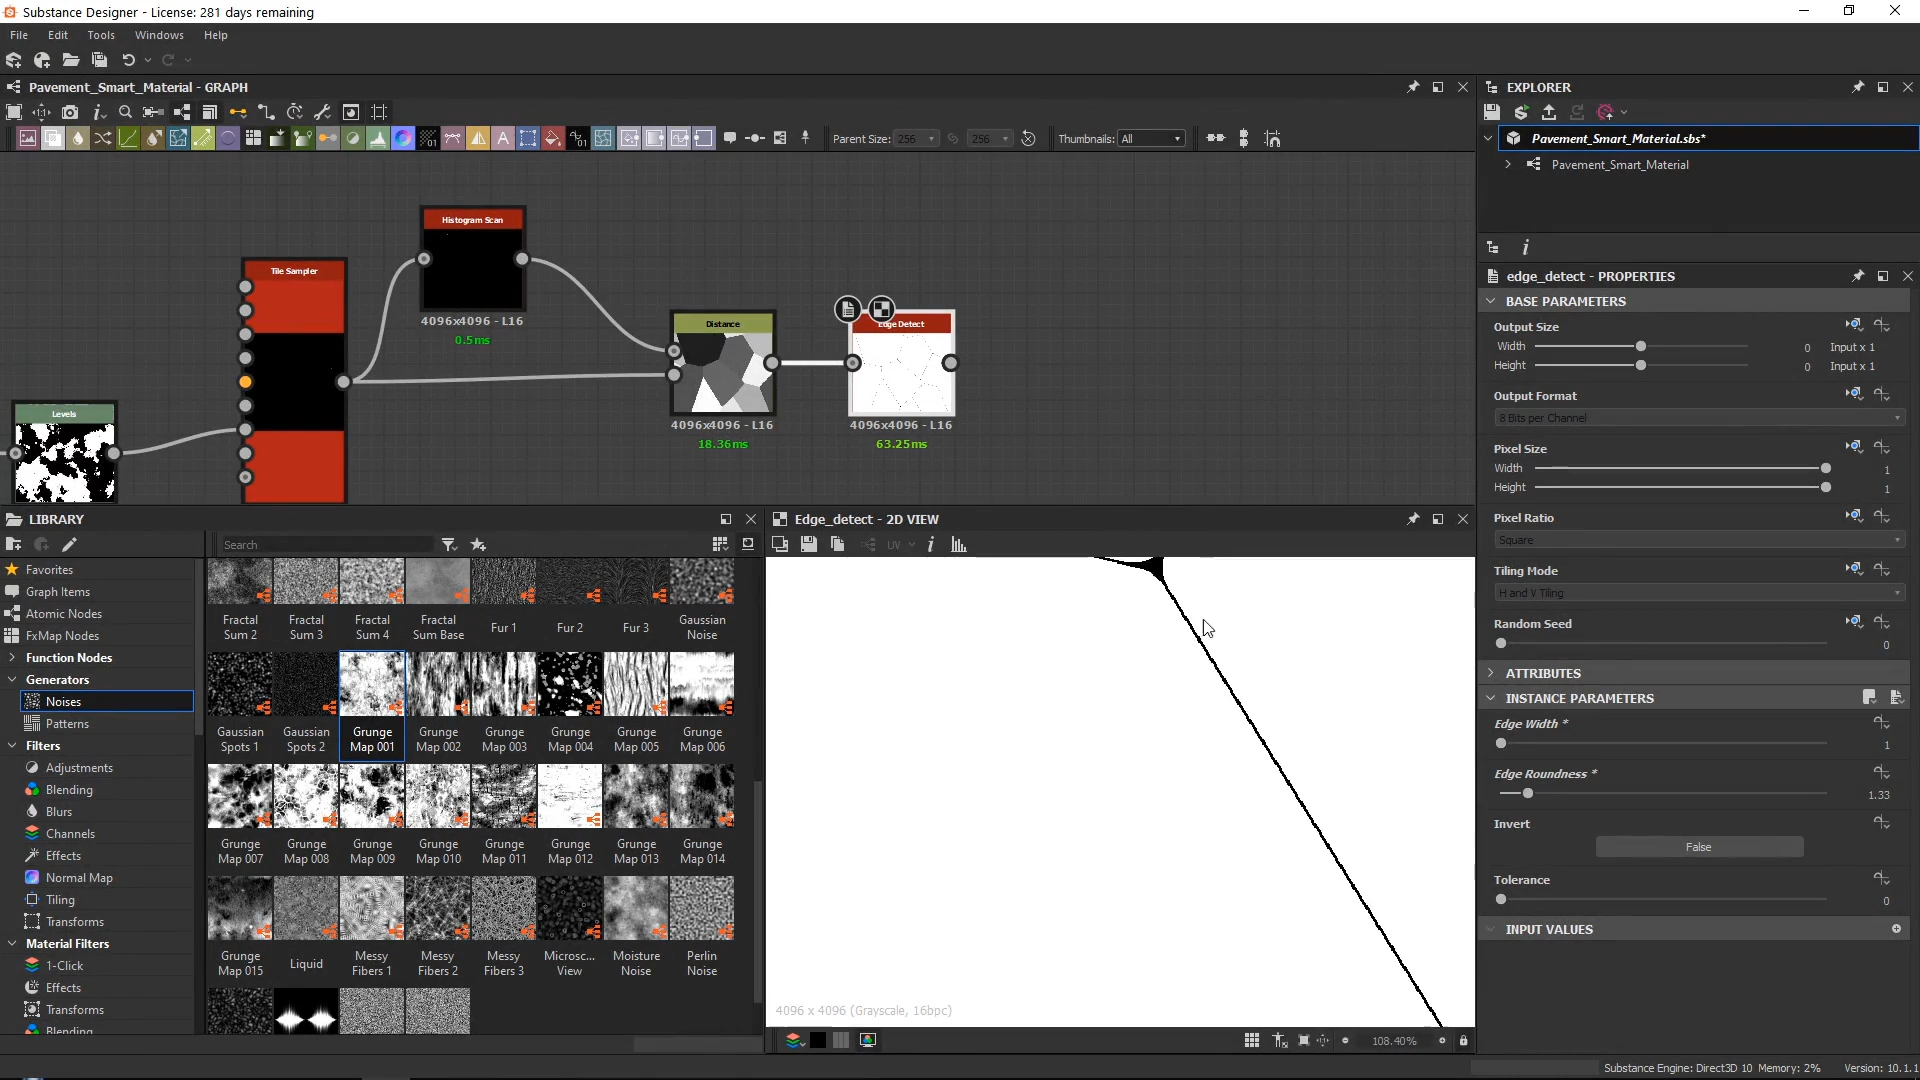 Substance Designer - License: 281 days remaining
File Edit Tools Windows Help
Pavement_Smart_Material - GRAPH
Parent Size: 256 256 Thumbnails: All
Histogram Scan
4096x4096 - L16
0.5ms
Tile Sampler
Distance
4096x4096 - L16
18.36ms
Edge Detect
4096x4096 - L16
63.25ms
Levels
LIBRARY
Search
Favorites
Graph Items
Atomic Nodes
FxMap Nodes
Function Nodes
Generators
Noises
Patterns
Filters
Adjustments
Blending
Blurs
Channels
Effects
Normal Map
Tiling
Transforms
Material Filters
1-Click
Effects
Transforms
Blending
Fractal Sum 2
Fractal Sum 3
Fractal Sum 4
Fractal Sum Base
Fur 1
Fur 2
Fur 3
Gaussian Noise
Gaussian Spots 1
Gaussian Spots 2
Grunge Map 001
Grunge Map 002
Grunge Map 003
Grunge Map 004
Grunge Map 005
Grunge Map 006
Grunge Map 007
Grunge Map 008
Grunge Map 009
Grunge Map 010
Grunge Map 011
Grunge Map 012
Grunge Map 013
Grunge Map 014
Grunge Map 015
Liquid
Messy Fibers 1
Messy Fibers 2
Messy Fibers 3
Microsc... View
Moisture Noise
Perlin Noise
Edge_detect - 2D VIEW
UV
4096 x 4096 (Grayscale, 16bpc)
108.40%
EXPLORER
Pavement_Smart_Material.sbs*
Pavement_Smart_Material
edge_detect - PROPERTIES
BASE PARAMETERS
Output Size
Width 0 Input x 1
Height 0 Input x 1
Output Format
8 Bits per Channel
Pixel Size
Width 1
Height 1
Pixel Ratio
Square
Tiling Mode
H and V Tiling
Random Seed
0
ATTRIBUTES
INSTANCE PARAMETERS
Edge Width *
1
Edge Roundness *
1.33
Invert
False
Tolerance
0
INPUT VALUES
Substance Engine: Direct3D 10 Memory: 2% Version: 10.1.1